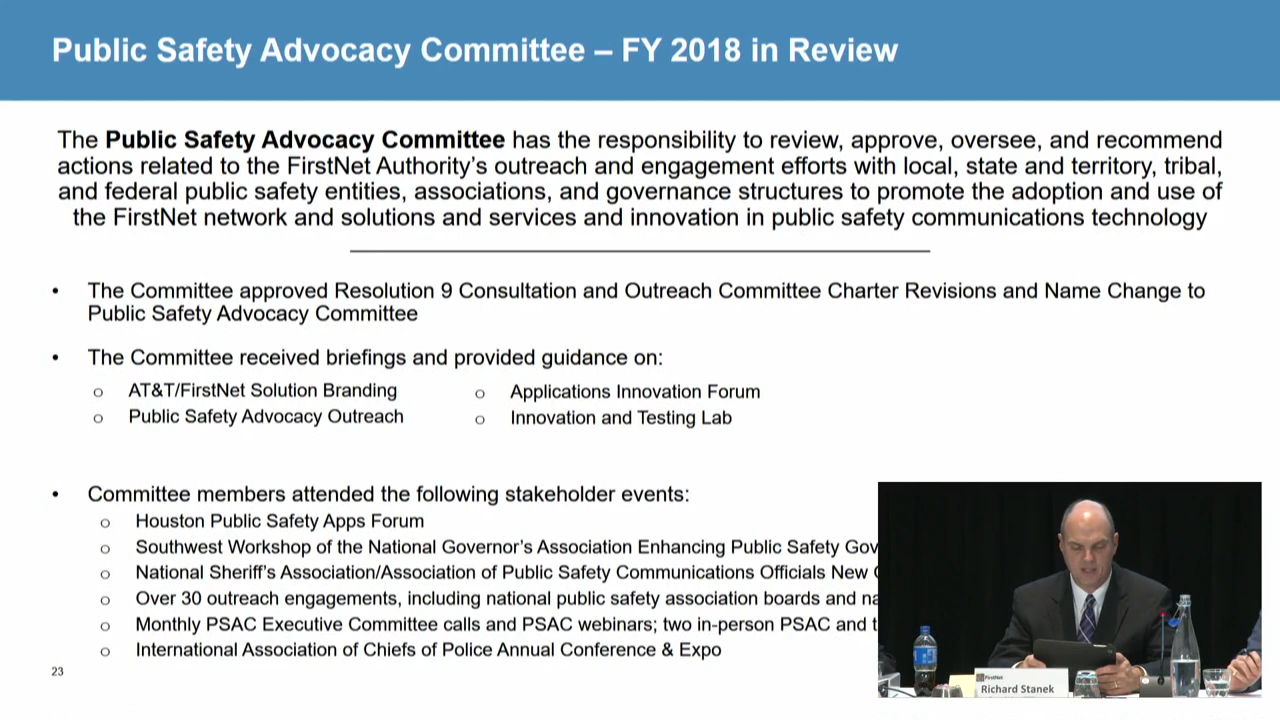 Public Safety Advocacy Committee – FY 2018 in Review
The Public Safety Advocacy Committee has the responsibility to review, approve, oversee, and recommend
actions related to the FirstNet Authority's outreach and engagement efforts with local, state and territory, tribal,
and federal public safety entities, associations, and governance structures to promote the adoption and use of
the FirstNet network and solutions and services and innovation in public safety communications technology
• The Committee approved Resolution 9 Consultation and Outreach Committee Charter Revisions and Name Change to
Public Safety Advocacy Committee
• The Committee received briefings and provided guidance on:
o AT&T/FirstNet Solution Branding
o Public Safety Advocacy Outreach
o Applications Innovation Forum
o Innovation and Testing Lab
• Committee members attended the following stakeholder events:
o Houston Public Safety Apps Forum
o Southwest Workshop of the National Governor's Association Enhancing Public Safety Gov
o National Sheriff's Association/Association of Public Safety Communications Officials New
o Over 30 outreach engagements, including national public safety association boards and na
o Monthly PSAC Executive Committee calls and PSAC webinars; two in-person PSAC and t
o International Association of Chiefs of Police Annual Conference & Expo
23
FirstNet
Richard Stanek